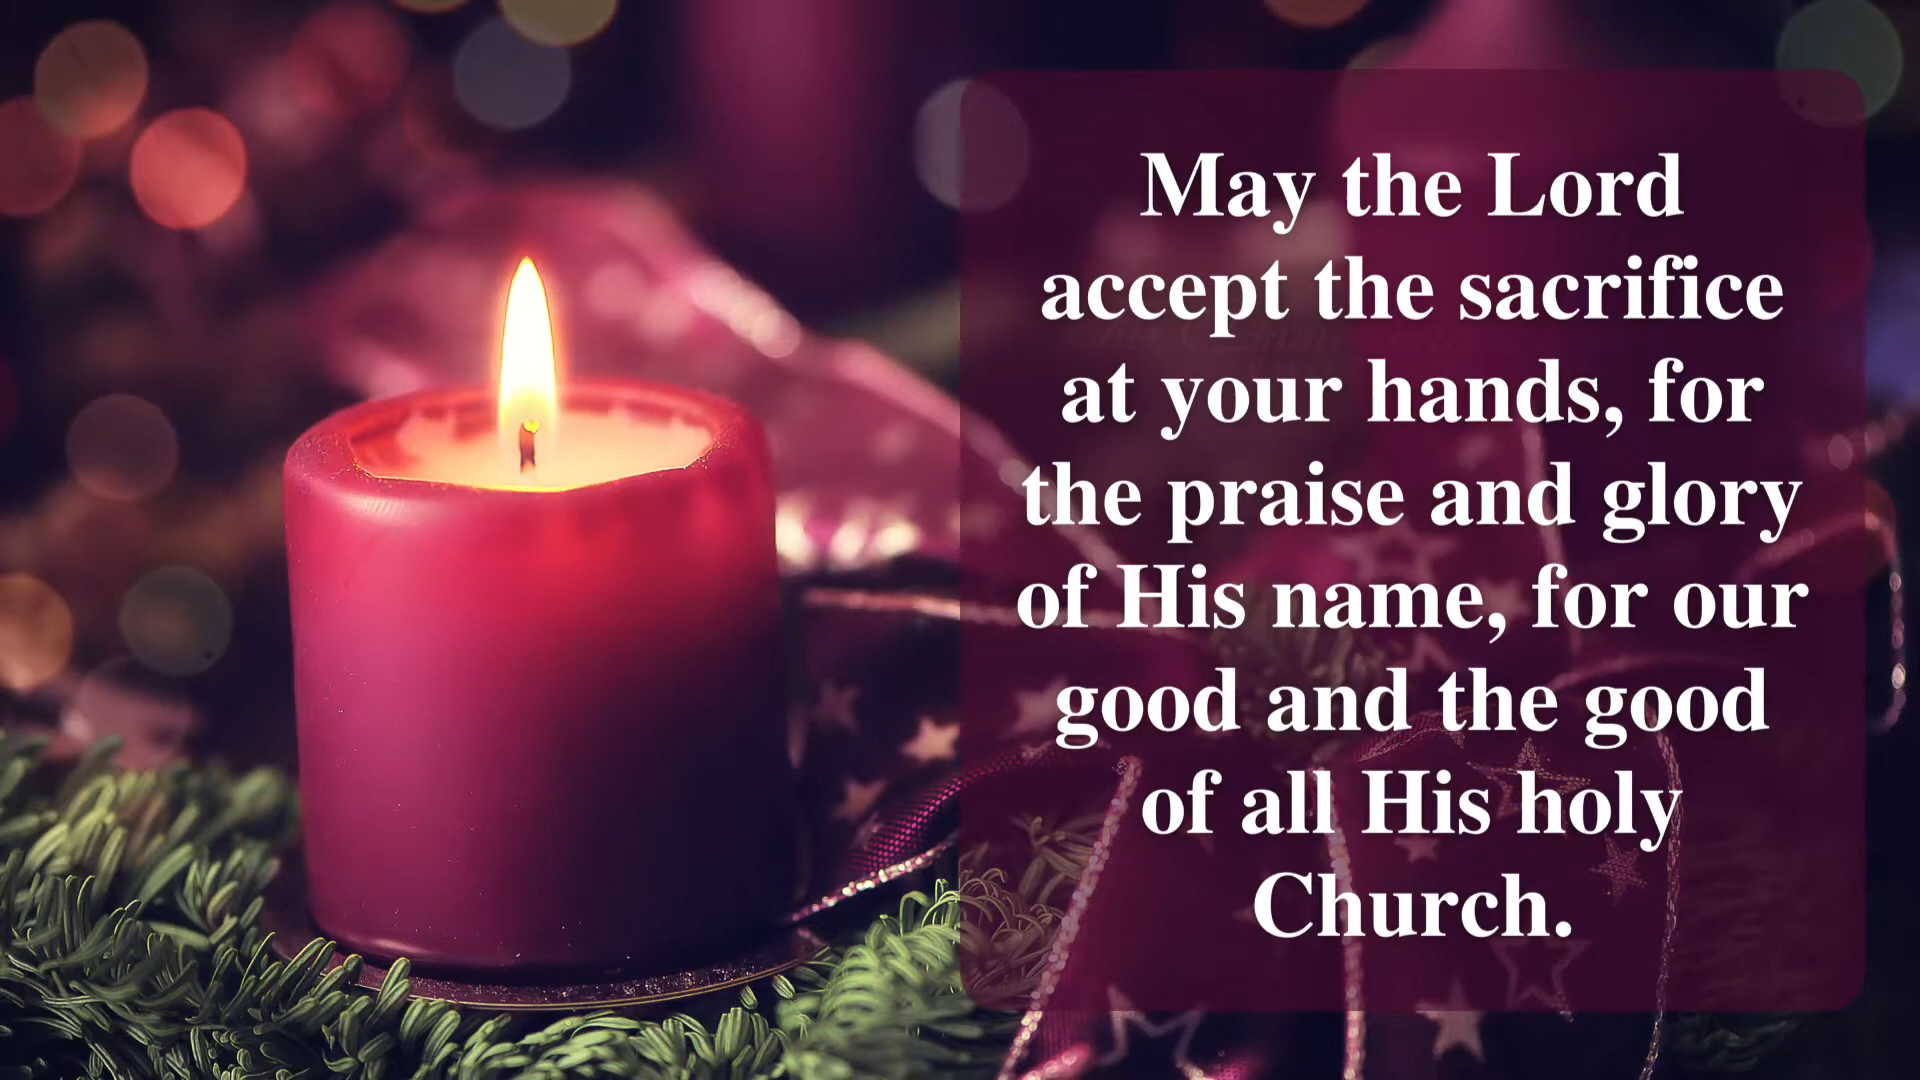 May the Lord
accept the sacrifice
at your hands, for
the praise and glory
of His name, for our
good and the good
of all His holy
Church.